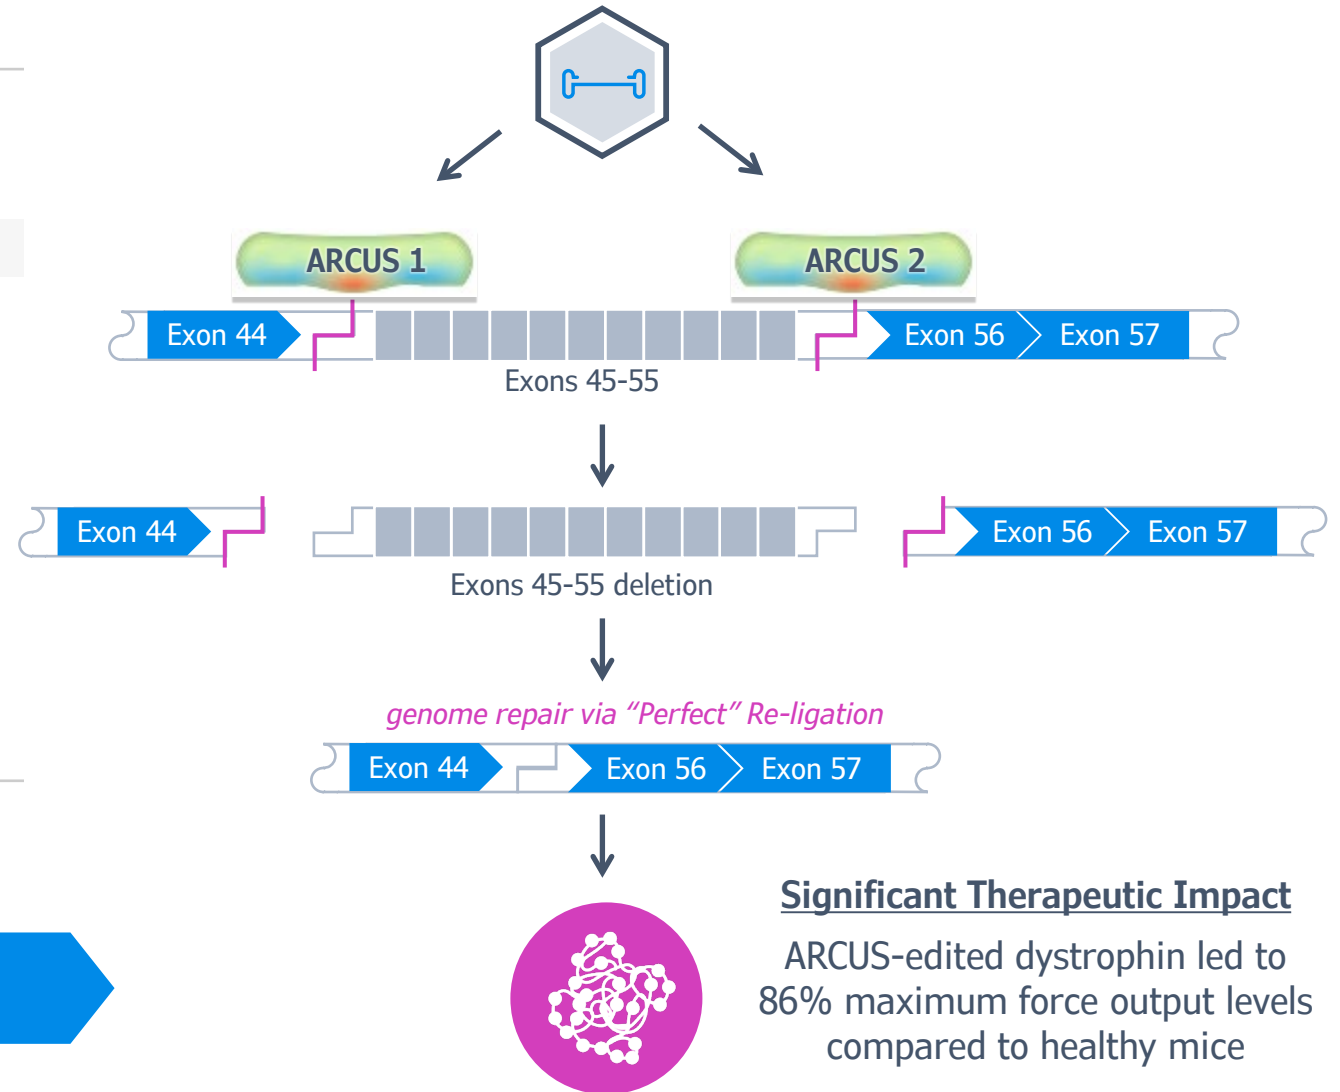 ARCUS 1
ARCUS 2
Exon 44
Exon 56
Exon 57
Exons 45-55
Exon 44
Exon 56
Exon 57
Exons 45-55 deletion
genome repair via “Perfect” Re-ligation
Exon 44
Exon 56
Exon 57
Significant Therapeutic Impact
ARCUS-edited dystrophin led to
86% maximum force output levels
compared to healthy mice